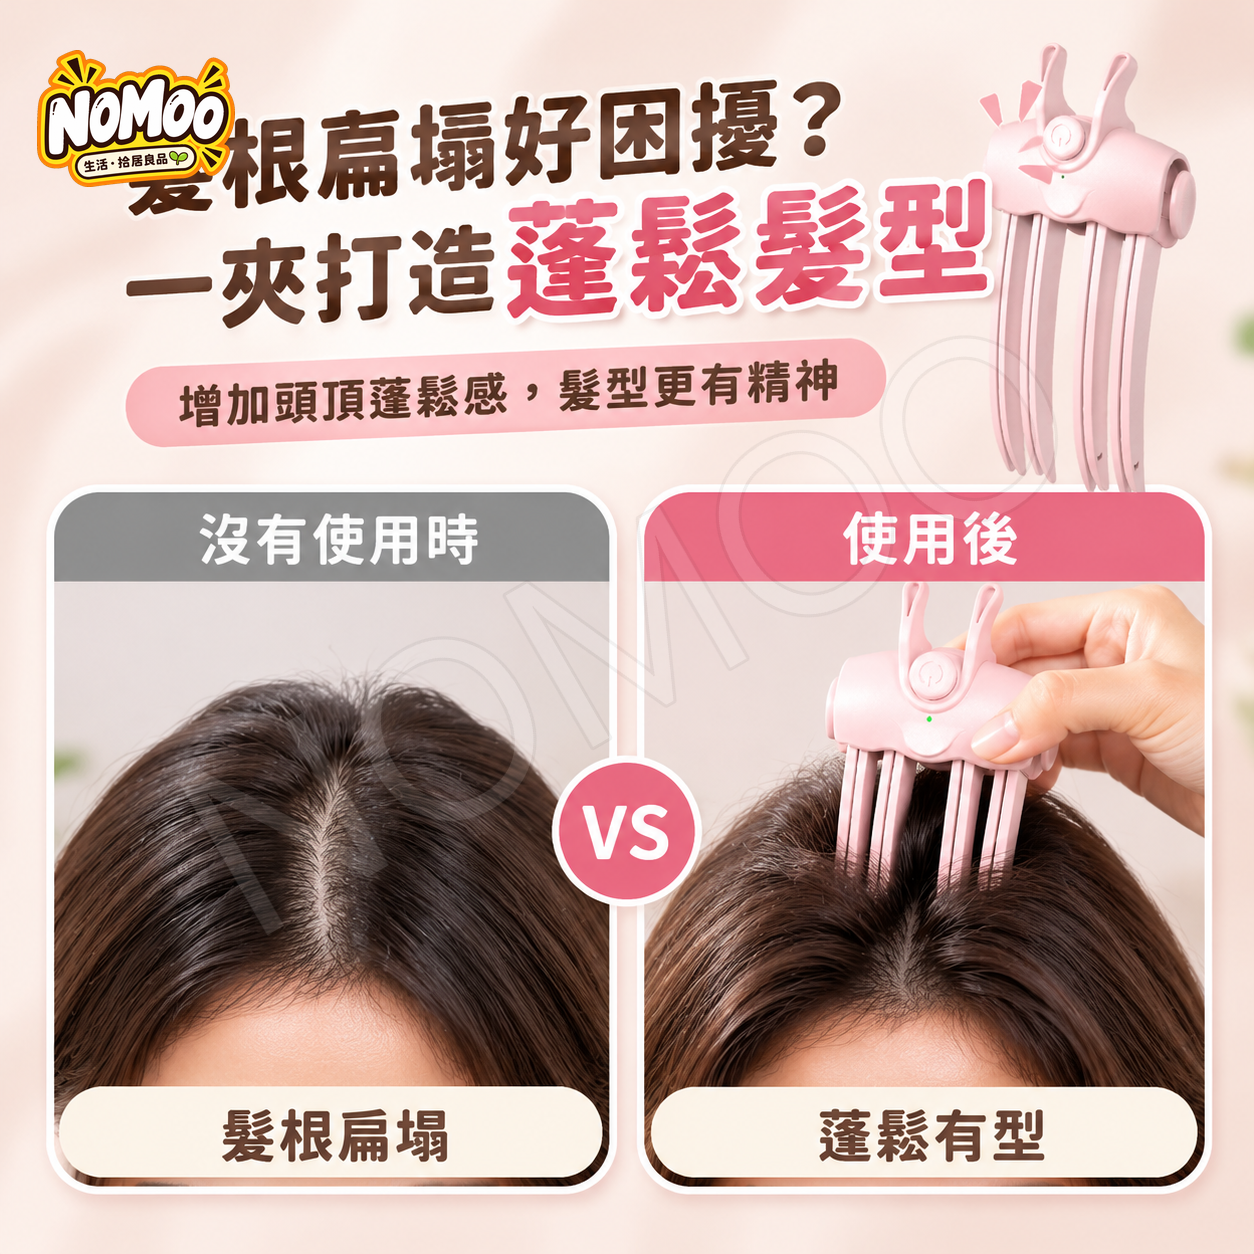 NOMOO
生活·拾居良品
髮根扁塌好困擾？
一夾打造蓬鬆髮型
增加頭頂蓬鬆感，髮型更有精神
沒有使用時
使用後
VS
髮根扁塌
蓬鬆有型
NOMOO